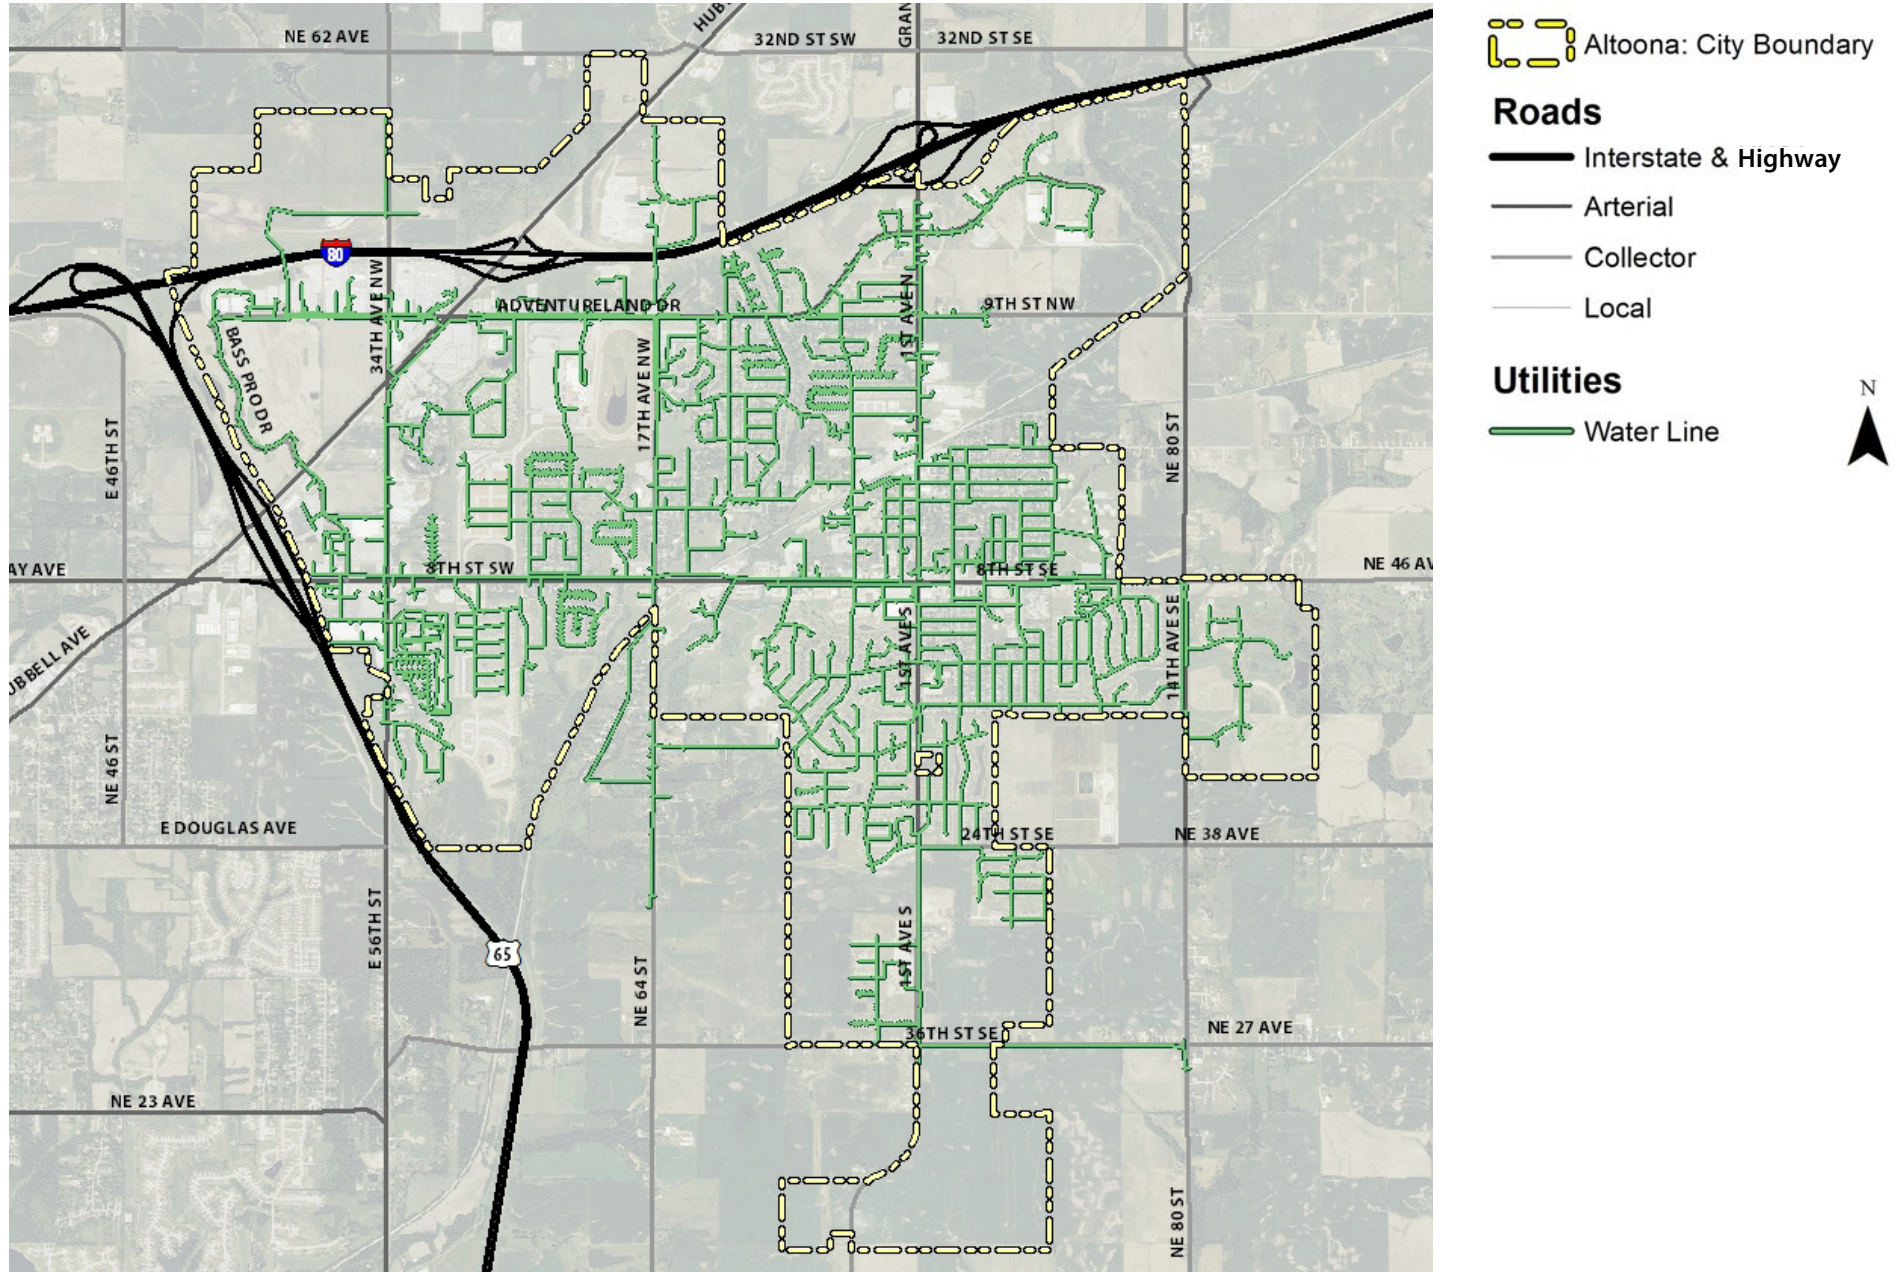 NE 62 AVE
HUB
32ND ST SW
GRAN
32ND ST SE
80
34TH AVE NW
ADVENTURELAND DR
1ST AVE N
9TH ST NW
BASS PRO DR
17TH AVE NW
E 46TH ST
NE 80 ST
AY AVE
8TH ST SW
8TH ST SE
NE 46 AV
UBBELL AVE
1ST AVE S
14TH AVE SE
NE 46 ST
E DOUGLAS AVE
24TH ST SE
NE 38 AVE
E 56TH ST
65
NE 64 ST
1ST AVE S
36TH ST SE
NE 27 AVE
NE 23 AVE
NE 80 ST
Altoona: City Boundary
Roads
Interstate & Highway
Arterial
Collector
Local
Utilities
Water Line
N